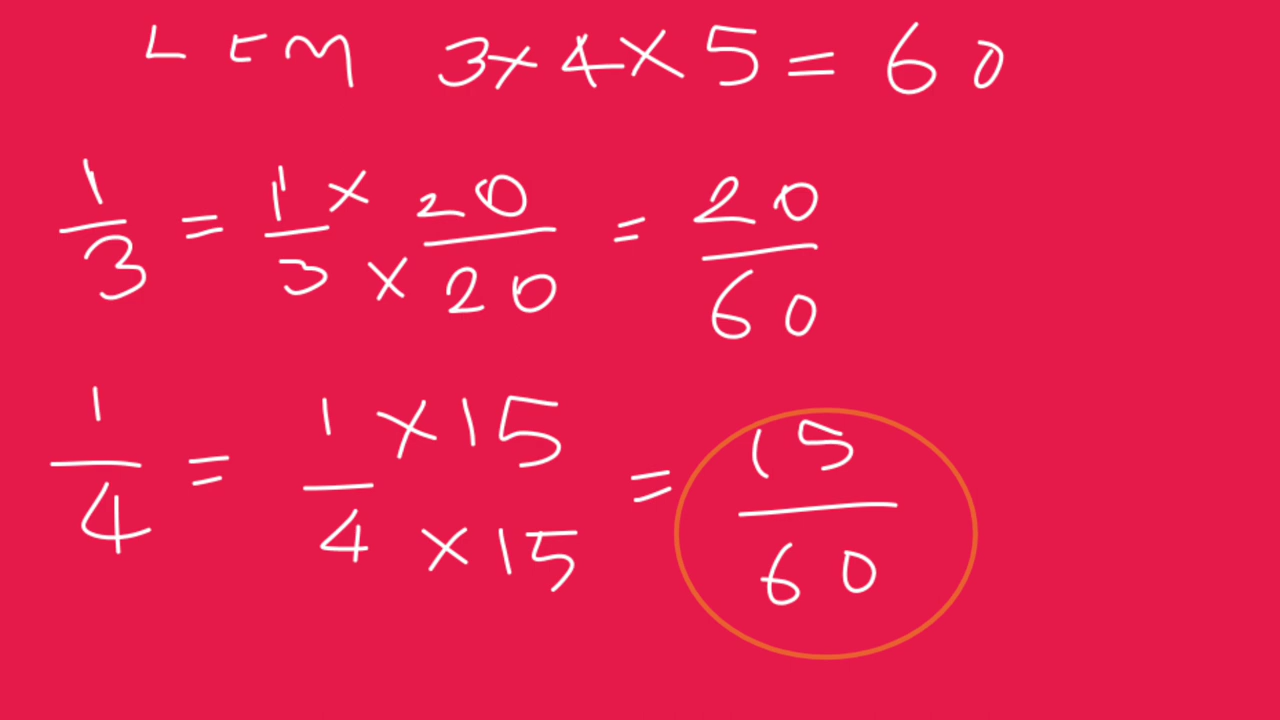 LCM 3×4×5=60
1/3 = 1/3 × 20/20 = 20/60
1/4 = 1×15/4×15 = 15/60